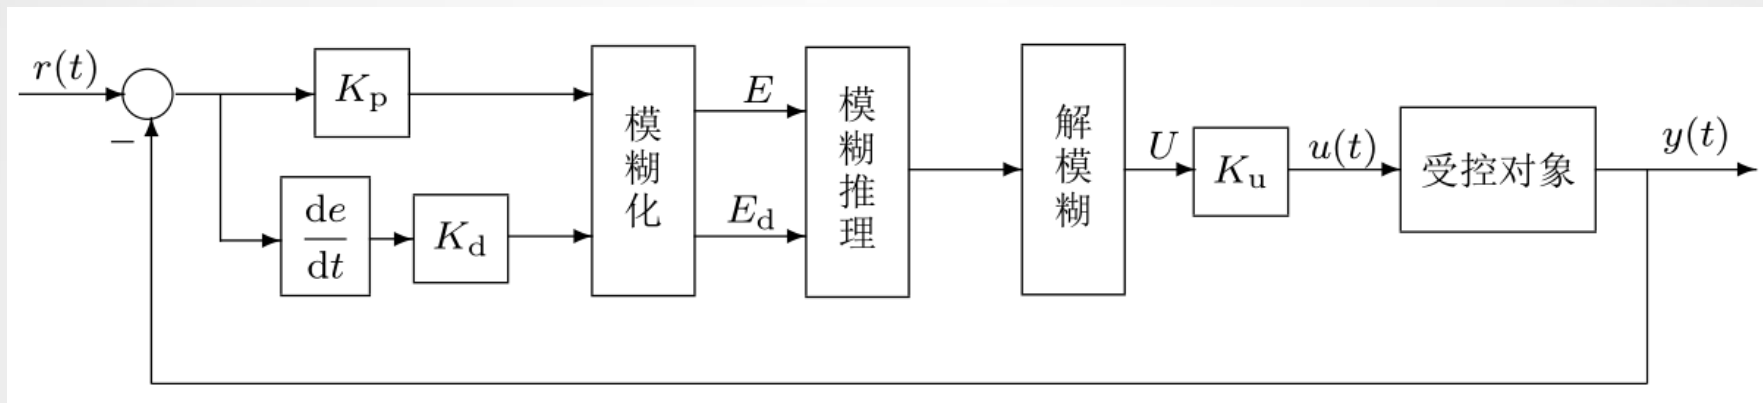 r(t)
−
K_p
de/dt
K_d
模糊化
E
E_d
模糊推理
解模糊
U
K_u
u(t)
受控对象
y(t)